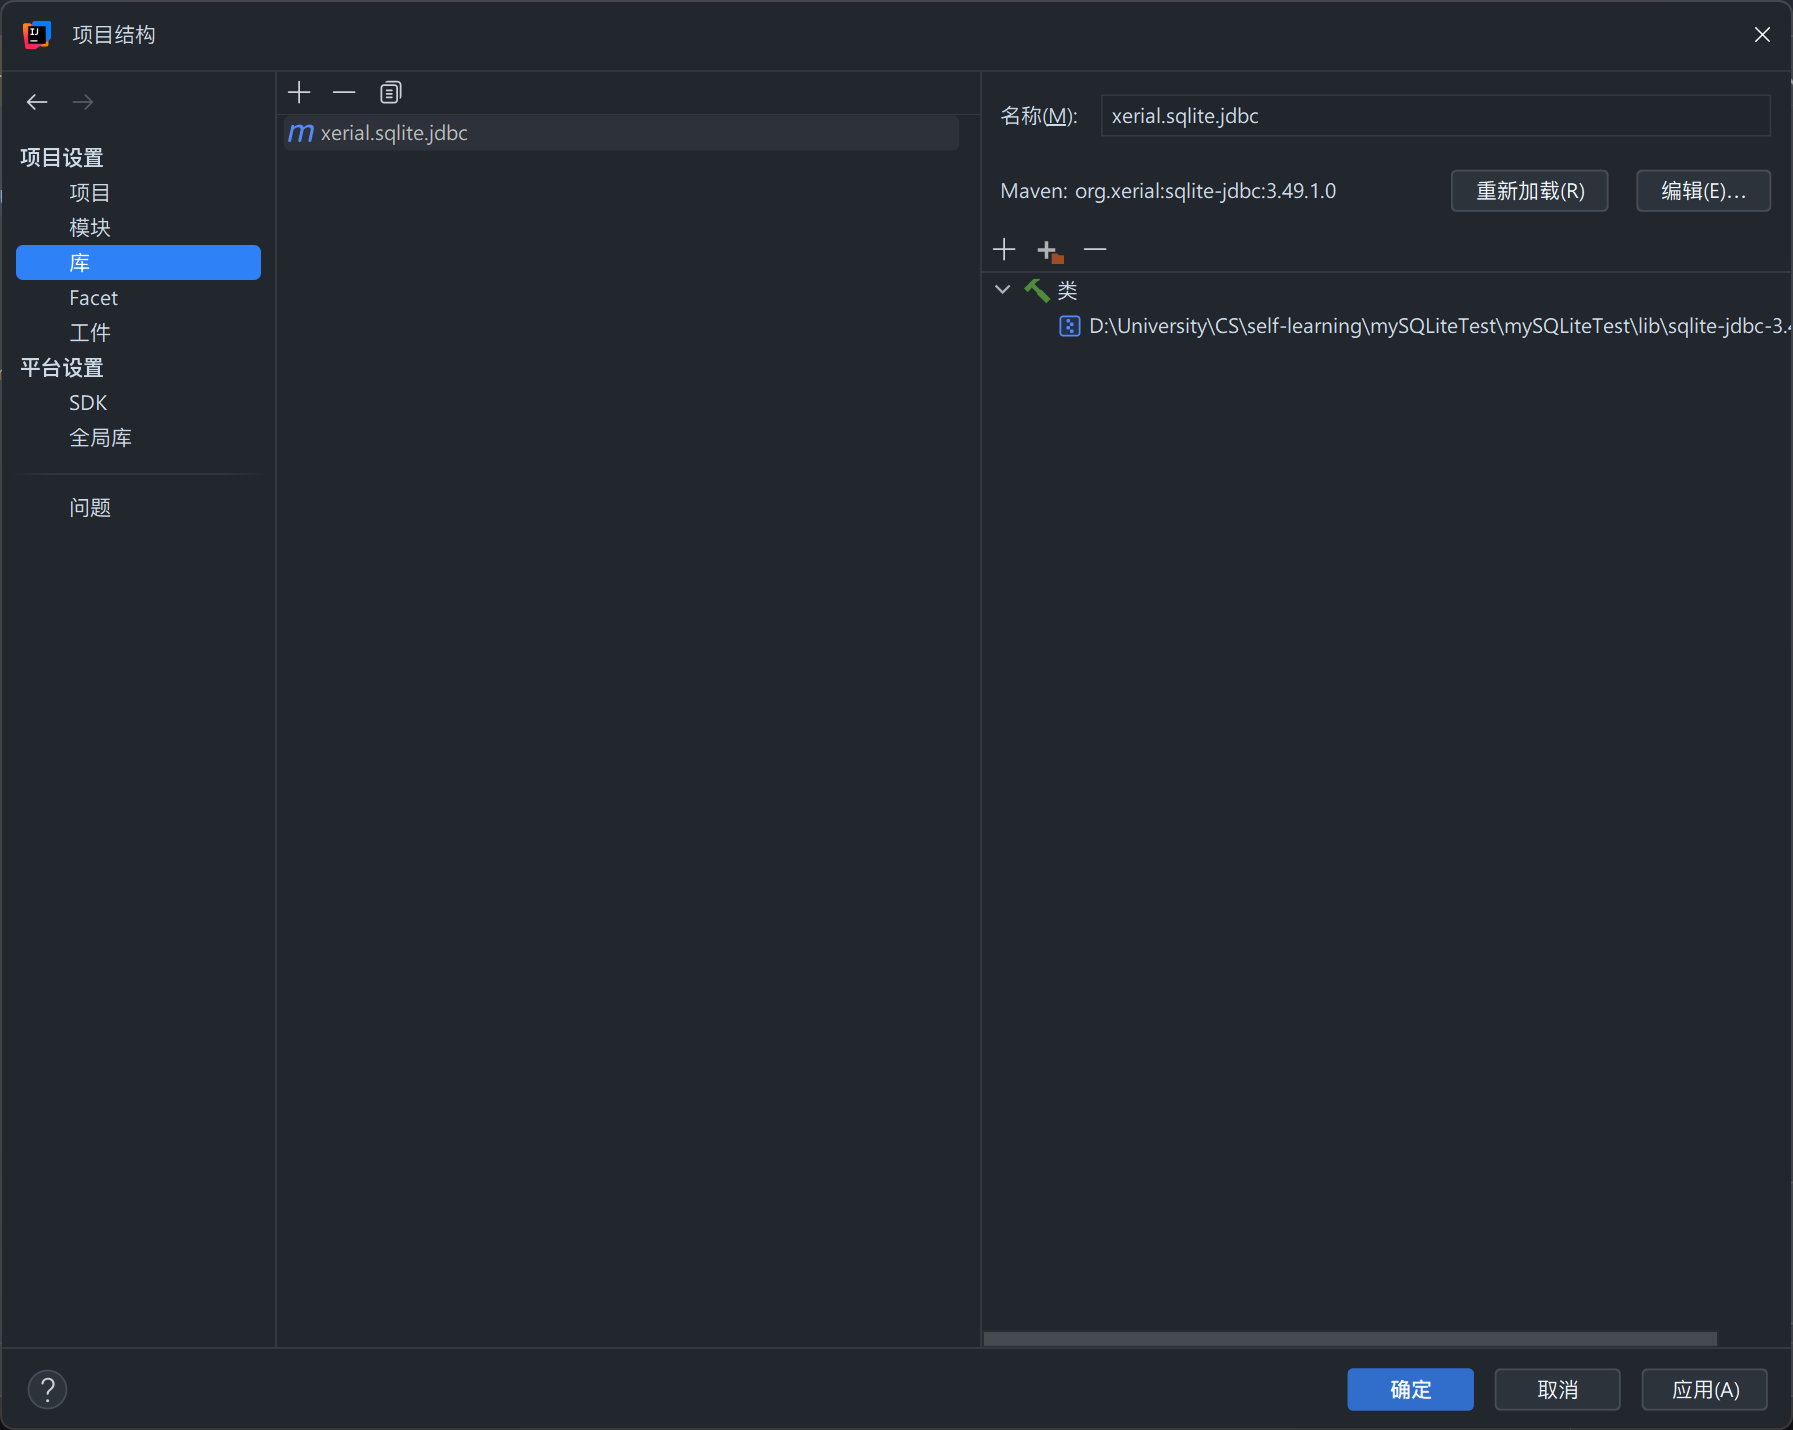 项目结构
项目设置
项目
模块
库
Facet
工件
平台设置
SDK
全局库
问题
xerial.sqlite.jdbc
名称(M):
xerial.sqlite.jdbc
Maven: org.xerial:sqlite-jdbc:3.49.1.0
重新加载(R)
编辑(E)...
类
D:\University\CS\self-learning\mySQLiteTest\mySQLiteTest\lib\sqlite-jdbc-3.4
?
确定
取消
应用(A)